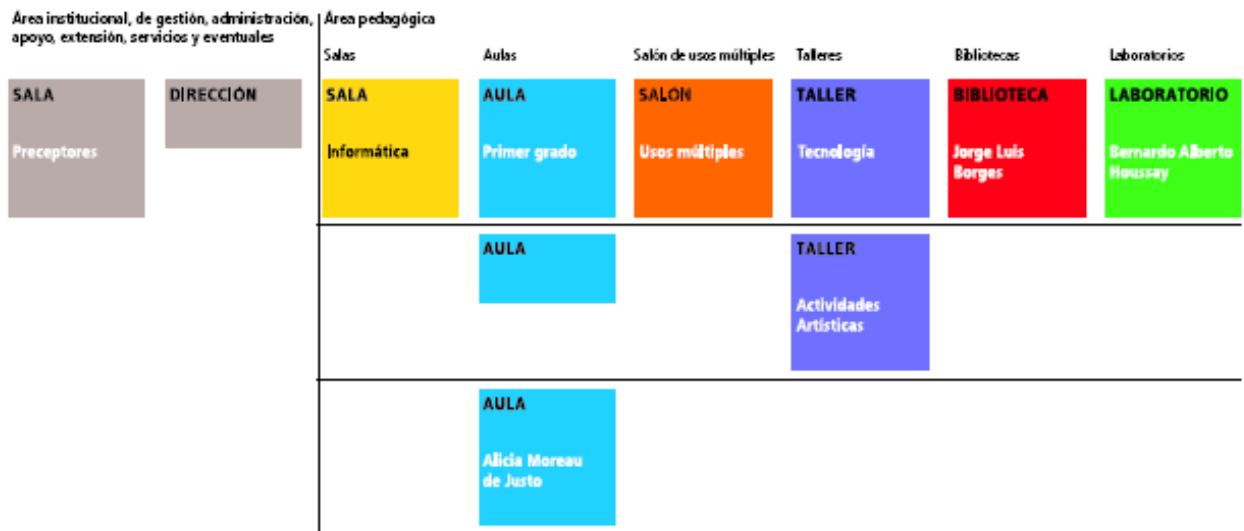 Área institucional, de gestión, administración,
apoyo, extensión, servicios y eventuales
Área pedagógica
Salas
Aulas
Salón de usos múltiples
Talleres
Bibliotecas
Laboratorios
SALA
Preceptores
DIRECCIÓN
SALA
Informática
AULA
Primer grado
SALÓN
Usos múltiples
TALLER
Tecnología
BIBLIOTECA
Jorge Luis
Borges
LABORATORIO
Bernardo Alberto
Houssay
AULA
TALLER
Actividades
Artísticas
AULA
Alicia Moreau
de Justo